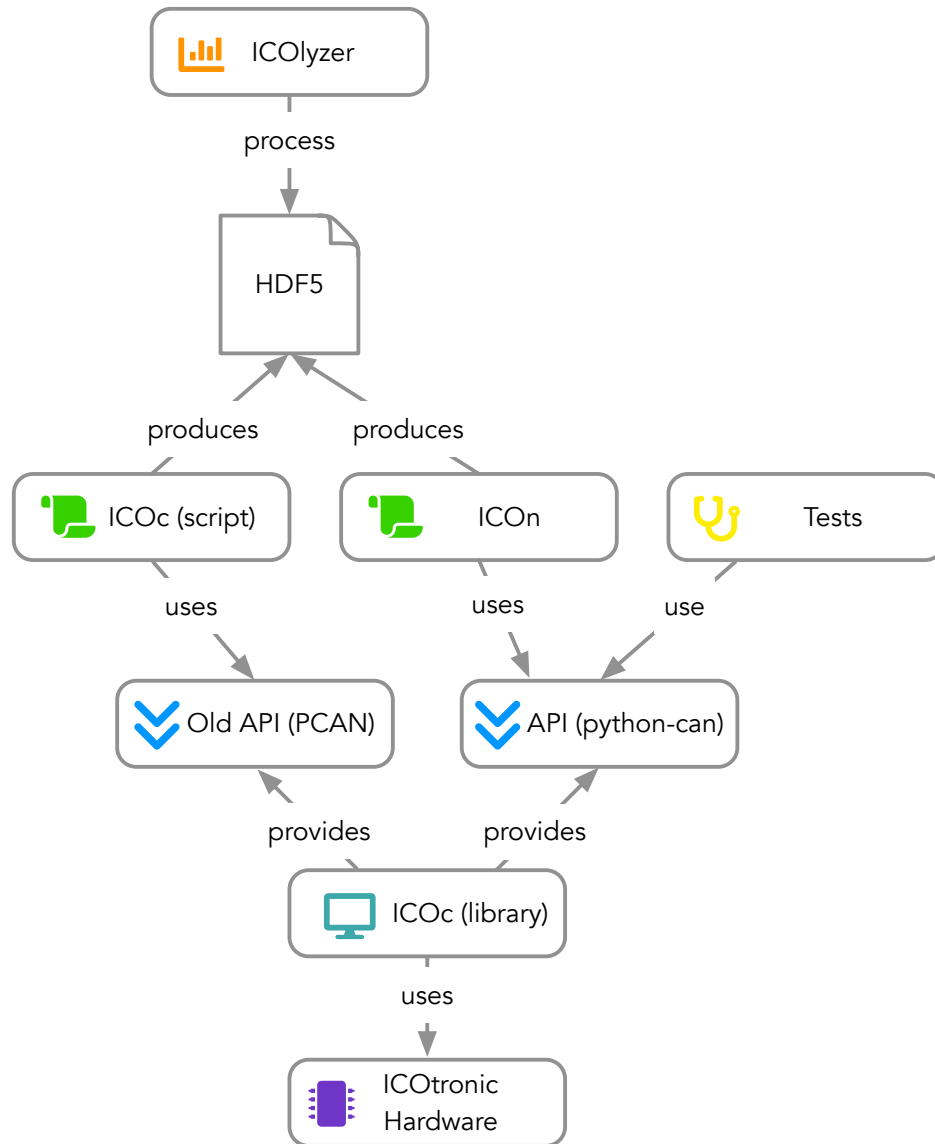 ICOlyzer
process
HDF5
produces
produces
ICOc (script)
ICOn
Tests
uses
uses
use
Old API (PCAN)
API (python-can)
provides
provides
ICOc (library)
uses
ICOtronic
Hardware